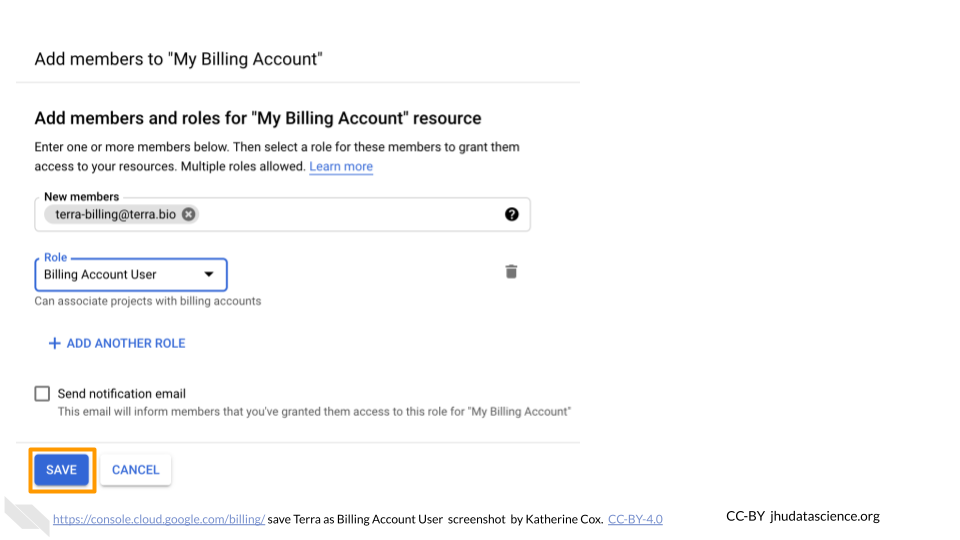 Add members to "My Billing Account"
Add members and roles for "My Billing Account" resource
Enter one or more members below. Then select a role for these members to grant them
access to your resources. Multiple roles allowed. Learn more
New members
terra-billing@terra.bio
Role
Billing Account User
Can associate projects with billing accounts
ADD ANOTHER ROLE
Send notification email
This email will inform members that you've granted them access to this role for "My Billing Account"
SAVE CANCEL
https://console.cloud.google.com/billing/ save Terra as Billing Account User screenshot by Katherine Cox. CC-BY-4.0
CC-BY jhudatascience.org